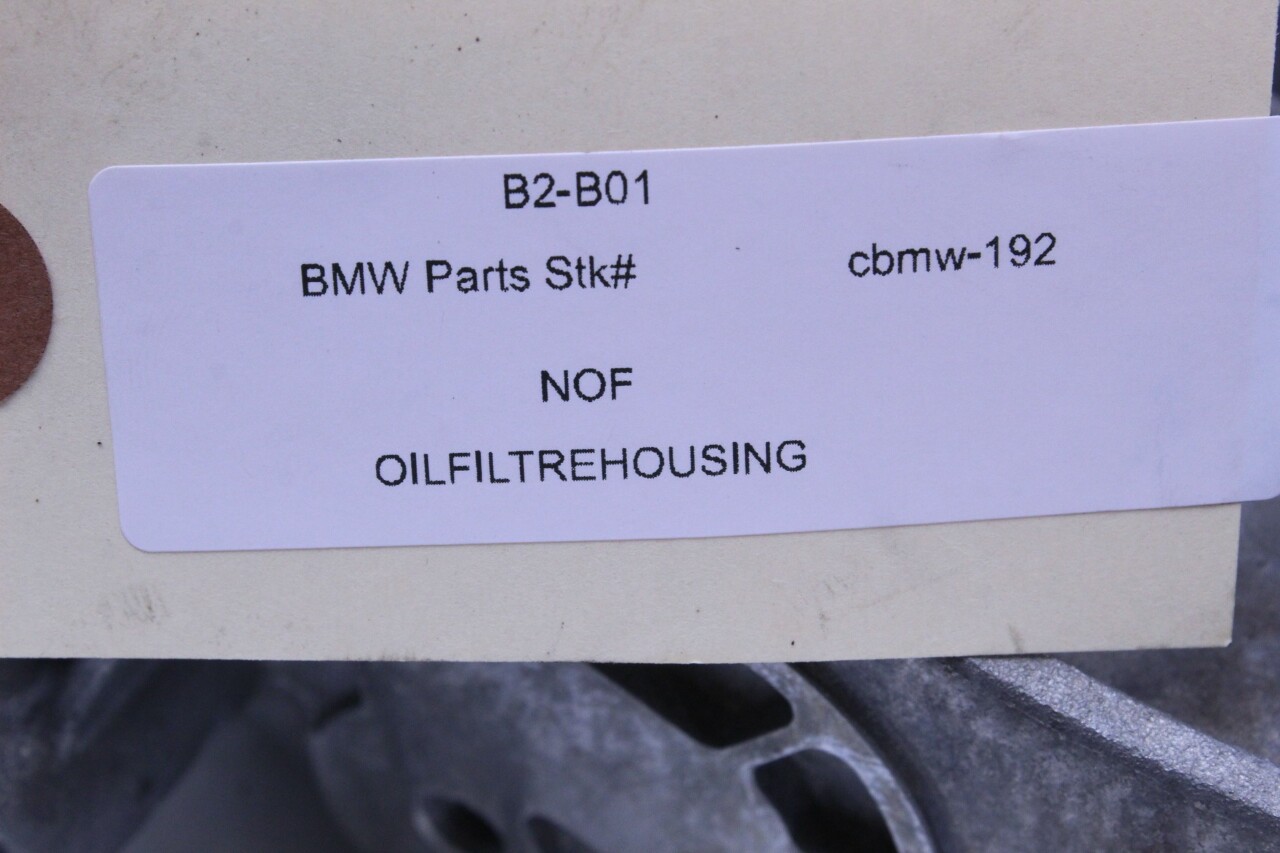 B2-B01
BMW Parts Stk# cbmw-192
NOF
OILFILTREHOUSING